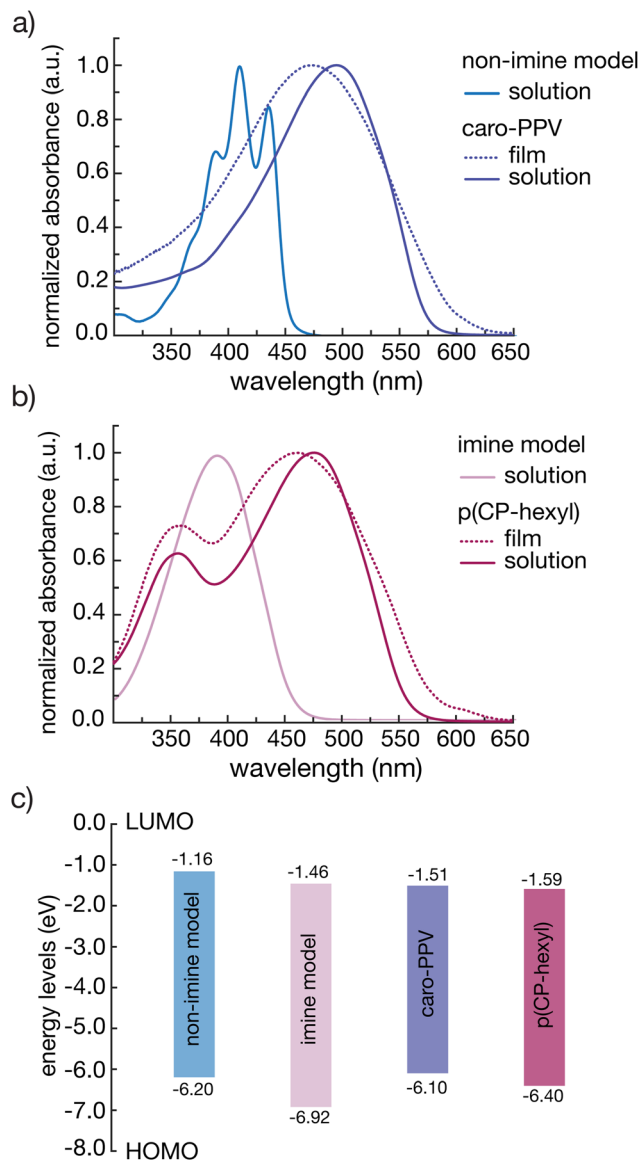 a)
normalized absorbance (a.u.)
1.0
0.8
0.6
0.4
0.2
0.0
350 400 450 500 550 600 650
wavelength (nm)
non-imine model
solution
caro-PPV
film
solution
b)
normalized absorbance (a.u.)
1.0
0.8
0.6
0.4
0.2
0.0
350 400 450 500 550 600 650
wavelength (nm)
imine model
solution
p(CP-hexyl)
film
solution
c)
energy levels (eV)
0.0
-1.0
-2.0
-3.0
-4.0
-5.0
-6.0
-7.0
-8.0
LUMO
HOMO
-1.16
non-imine model
-6.20
-1.46
imine model
-6.92
-1.51
caro-PPV
-6.10
-1.59
p(CP-hexyl)
-6.40